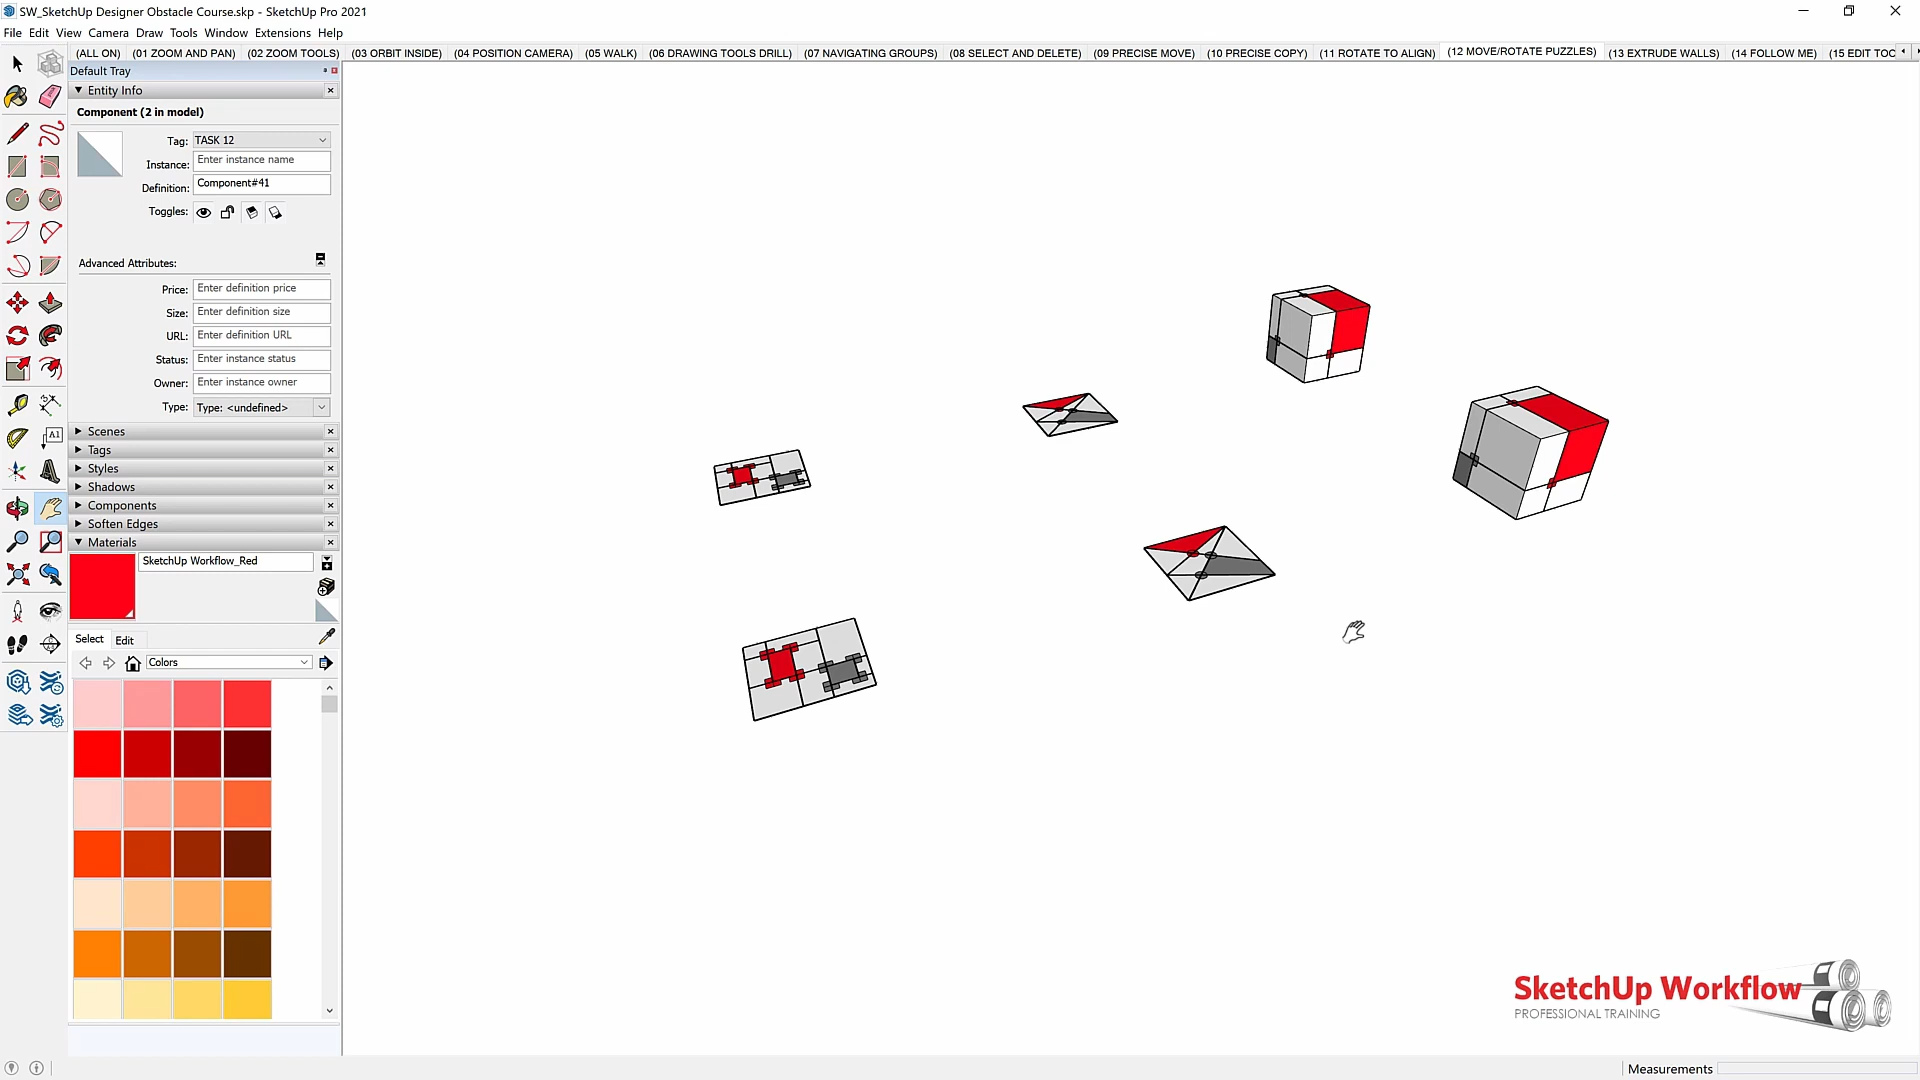 SW_SketchUp Designer Obstacle Course.skp - SketchUp Pro 2021
File Edit View Camera Draw Tools Window Extensions Help
(ALL ON) (01 ZOOM AND PAN) (02 ZOOM TOOLS) (03 ORBIT INSIDE) (04 POSITION CAMERA) (05 WALK) (06 DRAWING TOOLS DRILL) (07 NAVIGATING GROUPS) (08 SELECT AND DELETE) (09 PRECISE MOVE) (10 PRECISE COPY) (11 ROTATE TO ALIGN) (12 MOVE/ROTATE PUZZLES) (13 EXTRUDE WALLS) (14 FOLLOW ME) (15 EDIT TOO
Default Tray
Entity Info
Component (2 in model)
Tag: TASK 12
Instance: Enter instance name
Definition: Component#41
Toggles:
Advanced Attributes:
Price: Enter definition price
Size: Enter definition size
URL: Enter definition URL
Status: Enter instance status
Owner: Enter instance owner
Type: Type: <undefined>
Scenes
Tags
Styles
Shadows
Components
Soften Edges
Materials
SketchUp Workflow_Red
Select Edit
Colors
A1
SketchUp Workflow
PROFESSIONAL TRAINING
Measurements